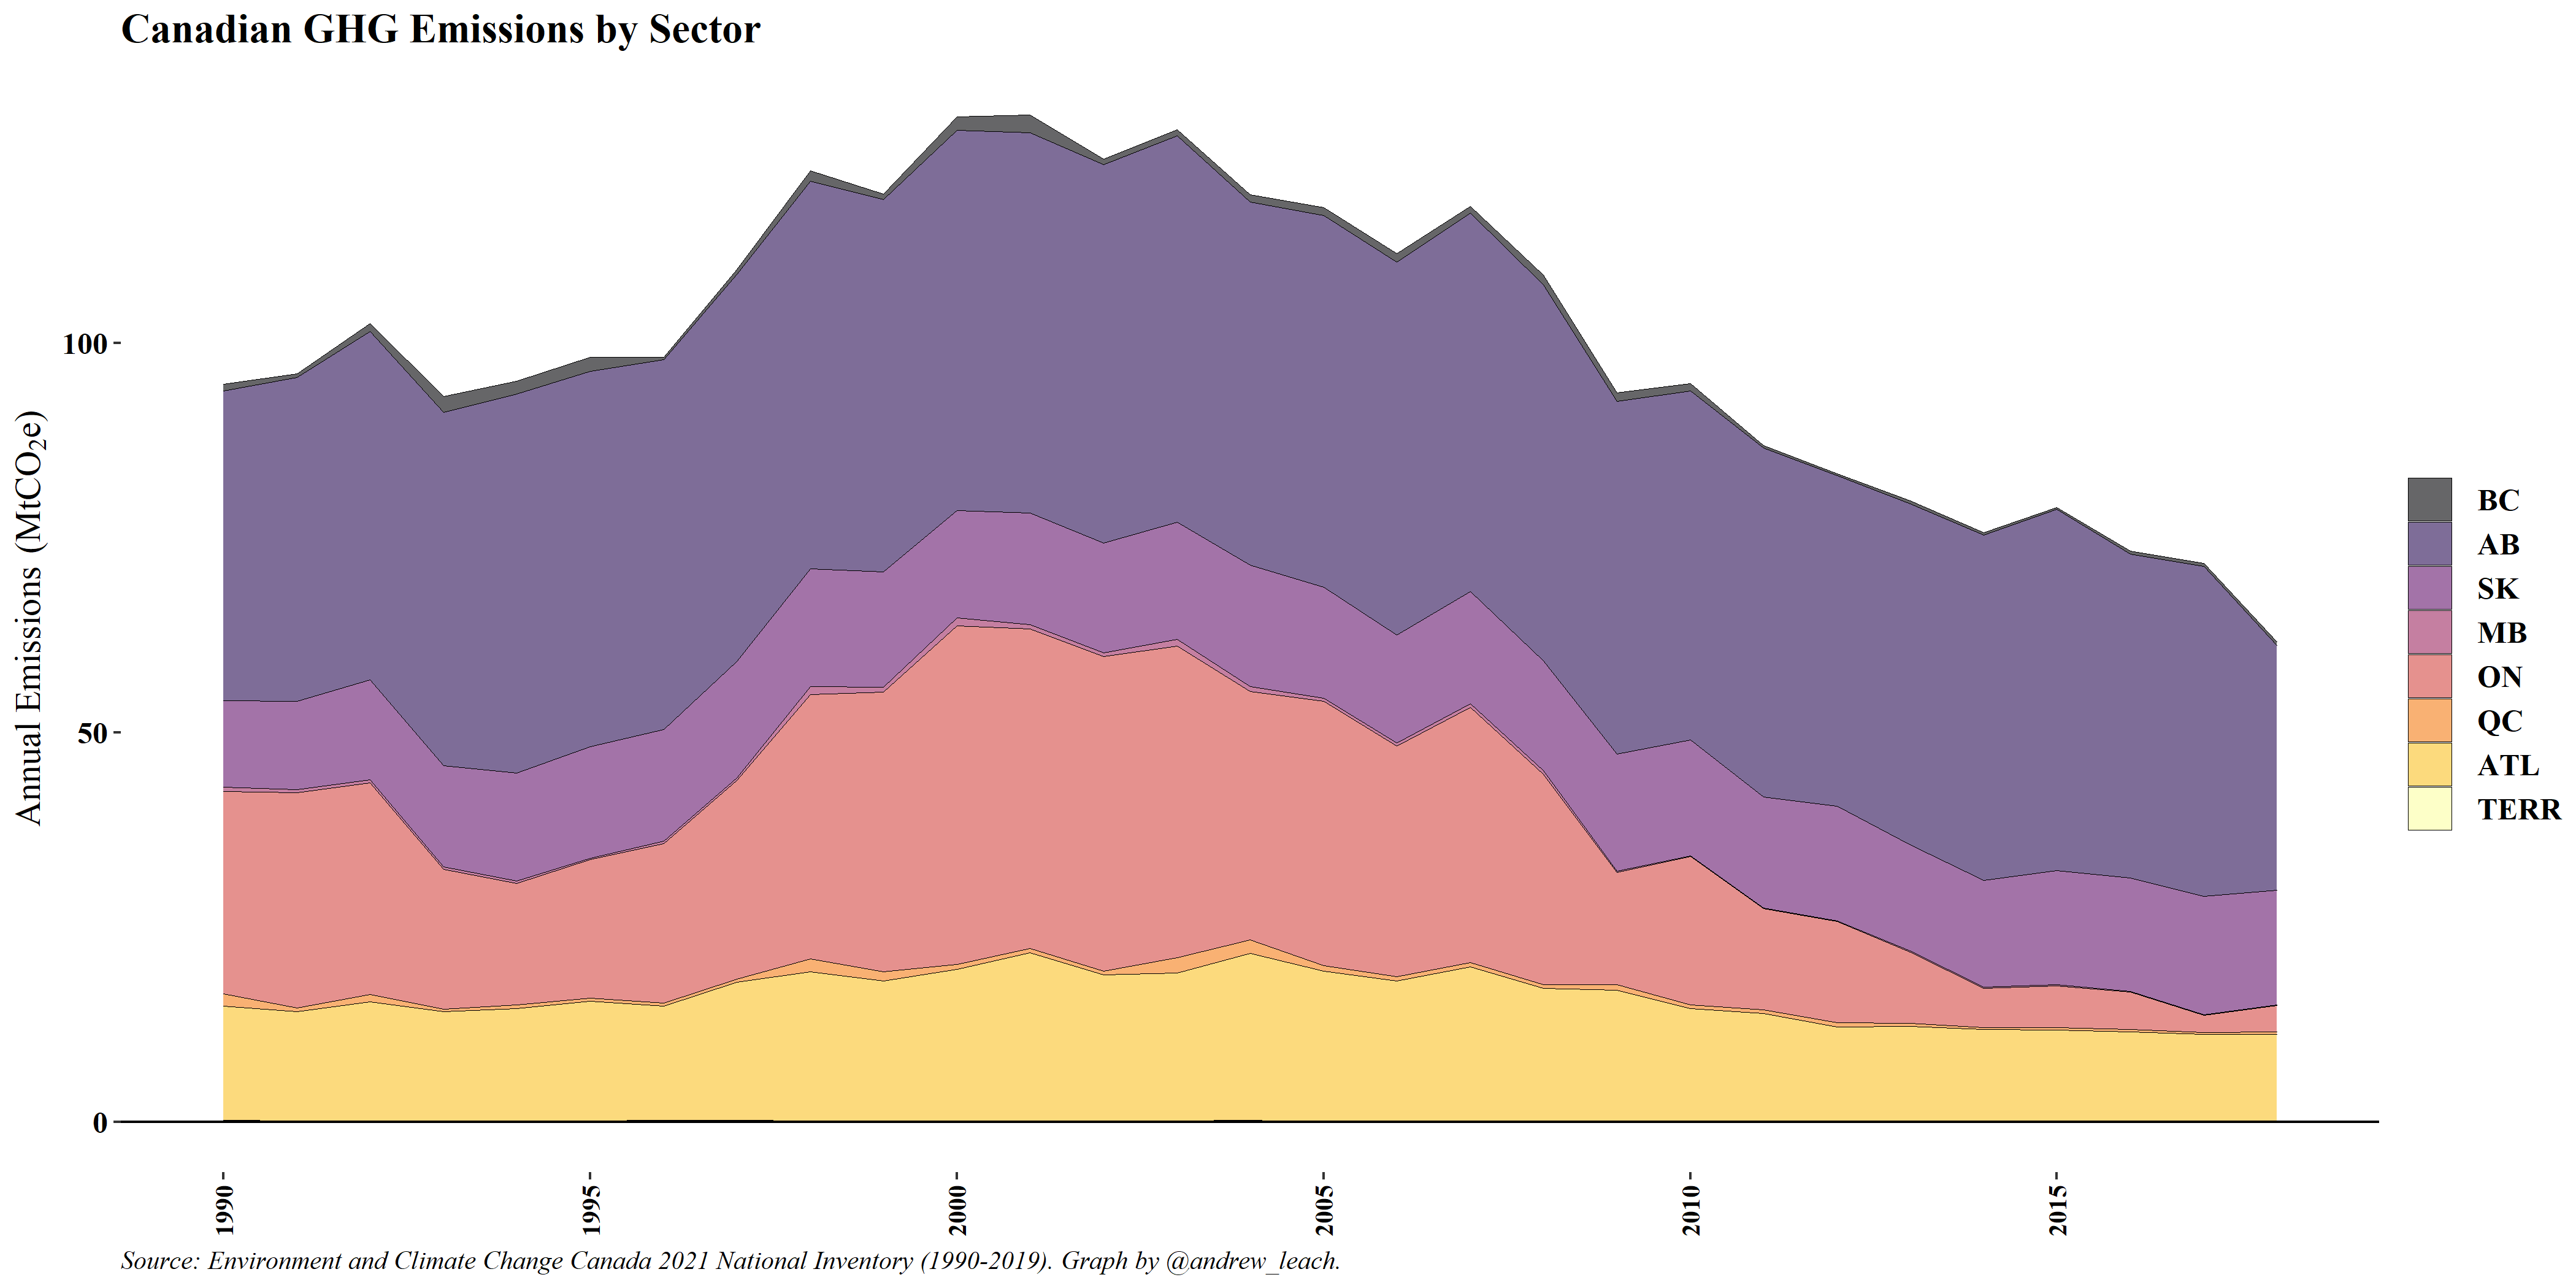 Canadian GHG Emissions by Sector
Annual Emissions (MtCO₂e)
100
50
0
1990
1995
2000
2005
2010
2015
BC
AB
SK
MB
ON
QC
ATL
TERR
Source: Environment and Climate Change Canada 2021 National Inventory (1990-2019). Graph by @andrew_leach.